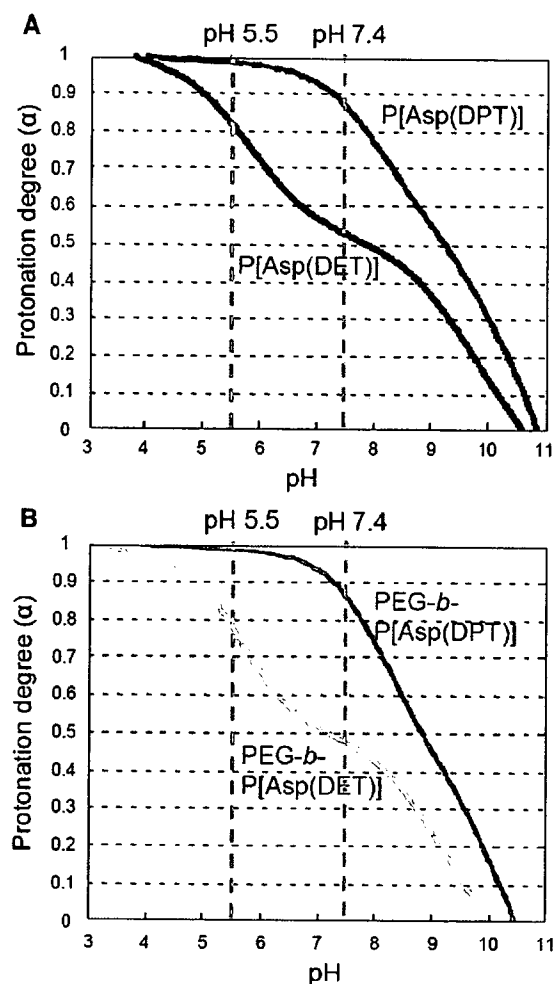 A
pH 5.5 pH 7.4
Protonation degree (α)
1
0.9
0.8
0.7
0.6
0.5
0.4
0.3
0.2
0.1
0
P[Asp(DPT)]
P[Asp(DET)]
3 4 5 6 7 8 9 10 11
pH
B
pH 5.5 pH 7.4
Protonation degree (α)
1
0.9
0.8
0.7
0.6
0.5
0.4
0.3
0.2
0.1
0
PEG-b-
P[Asp(DPT)]
PEG-b-
P[Asp(DET)]
3 4 5 6 7 8 9 10 11
pH